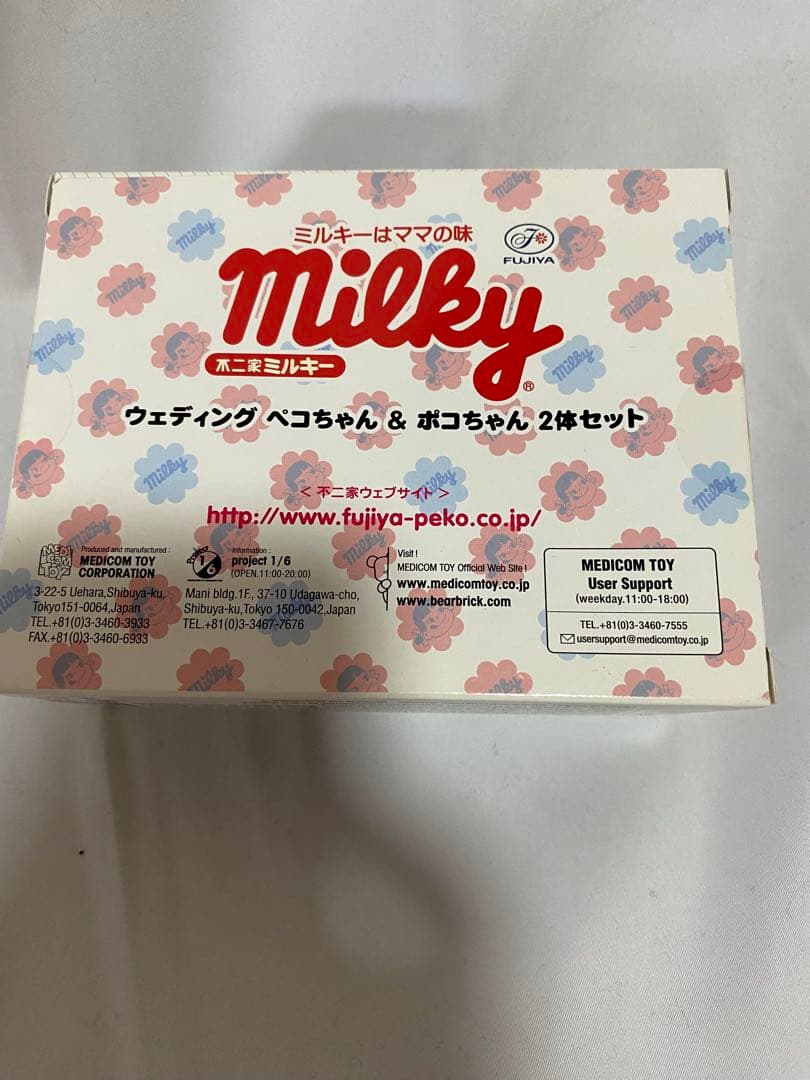 ミルキーはママの味
FUJIYA
milky
不二家ミルキー
®
ウェディング ペコちゃん & ポコちゃん 2体セット
< 不二家ウェブサイト >
http://www.fujiya-peko.co.jp/
MEDICOM TOY
Produced and manufactured :
MEDICOM TOY
CORPORATION
3-22-5 Uehara,Shibuya-ku,
Tokyo151-0064,Japan
TEL.+81(0)3-3460-3933
FAX.+81(0)3-3460-6933
Project 1/6
Information :
project 1/6
(OPEN.11:00-20:00)
Mani bldg.1F., 37-10 Udagawa-cho,
Shibuya-ku,Tokyo 150-0042,Japan
TEL.+81(0)3-3467-7676
Visit !
MEDICOM TOY Official Web Site !
www.medicomtoy.co.jp
www.bearbrick.com
MEDICOM TOY
User Support
(weekday.11:00-18:00)
TEL.+81(0)3-3460-7555
usersupport@medicomtoy.co.jp